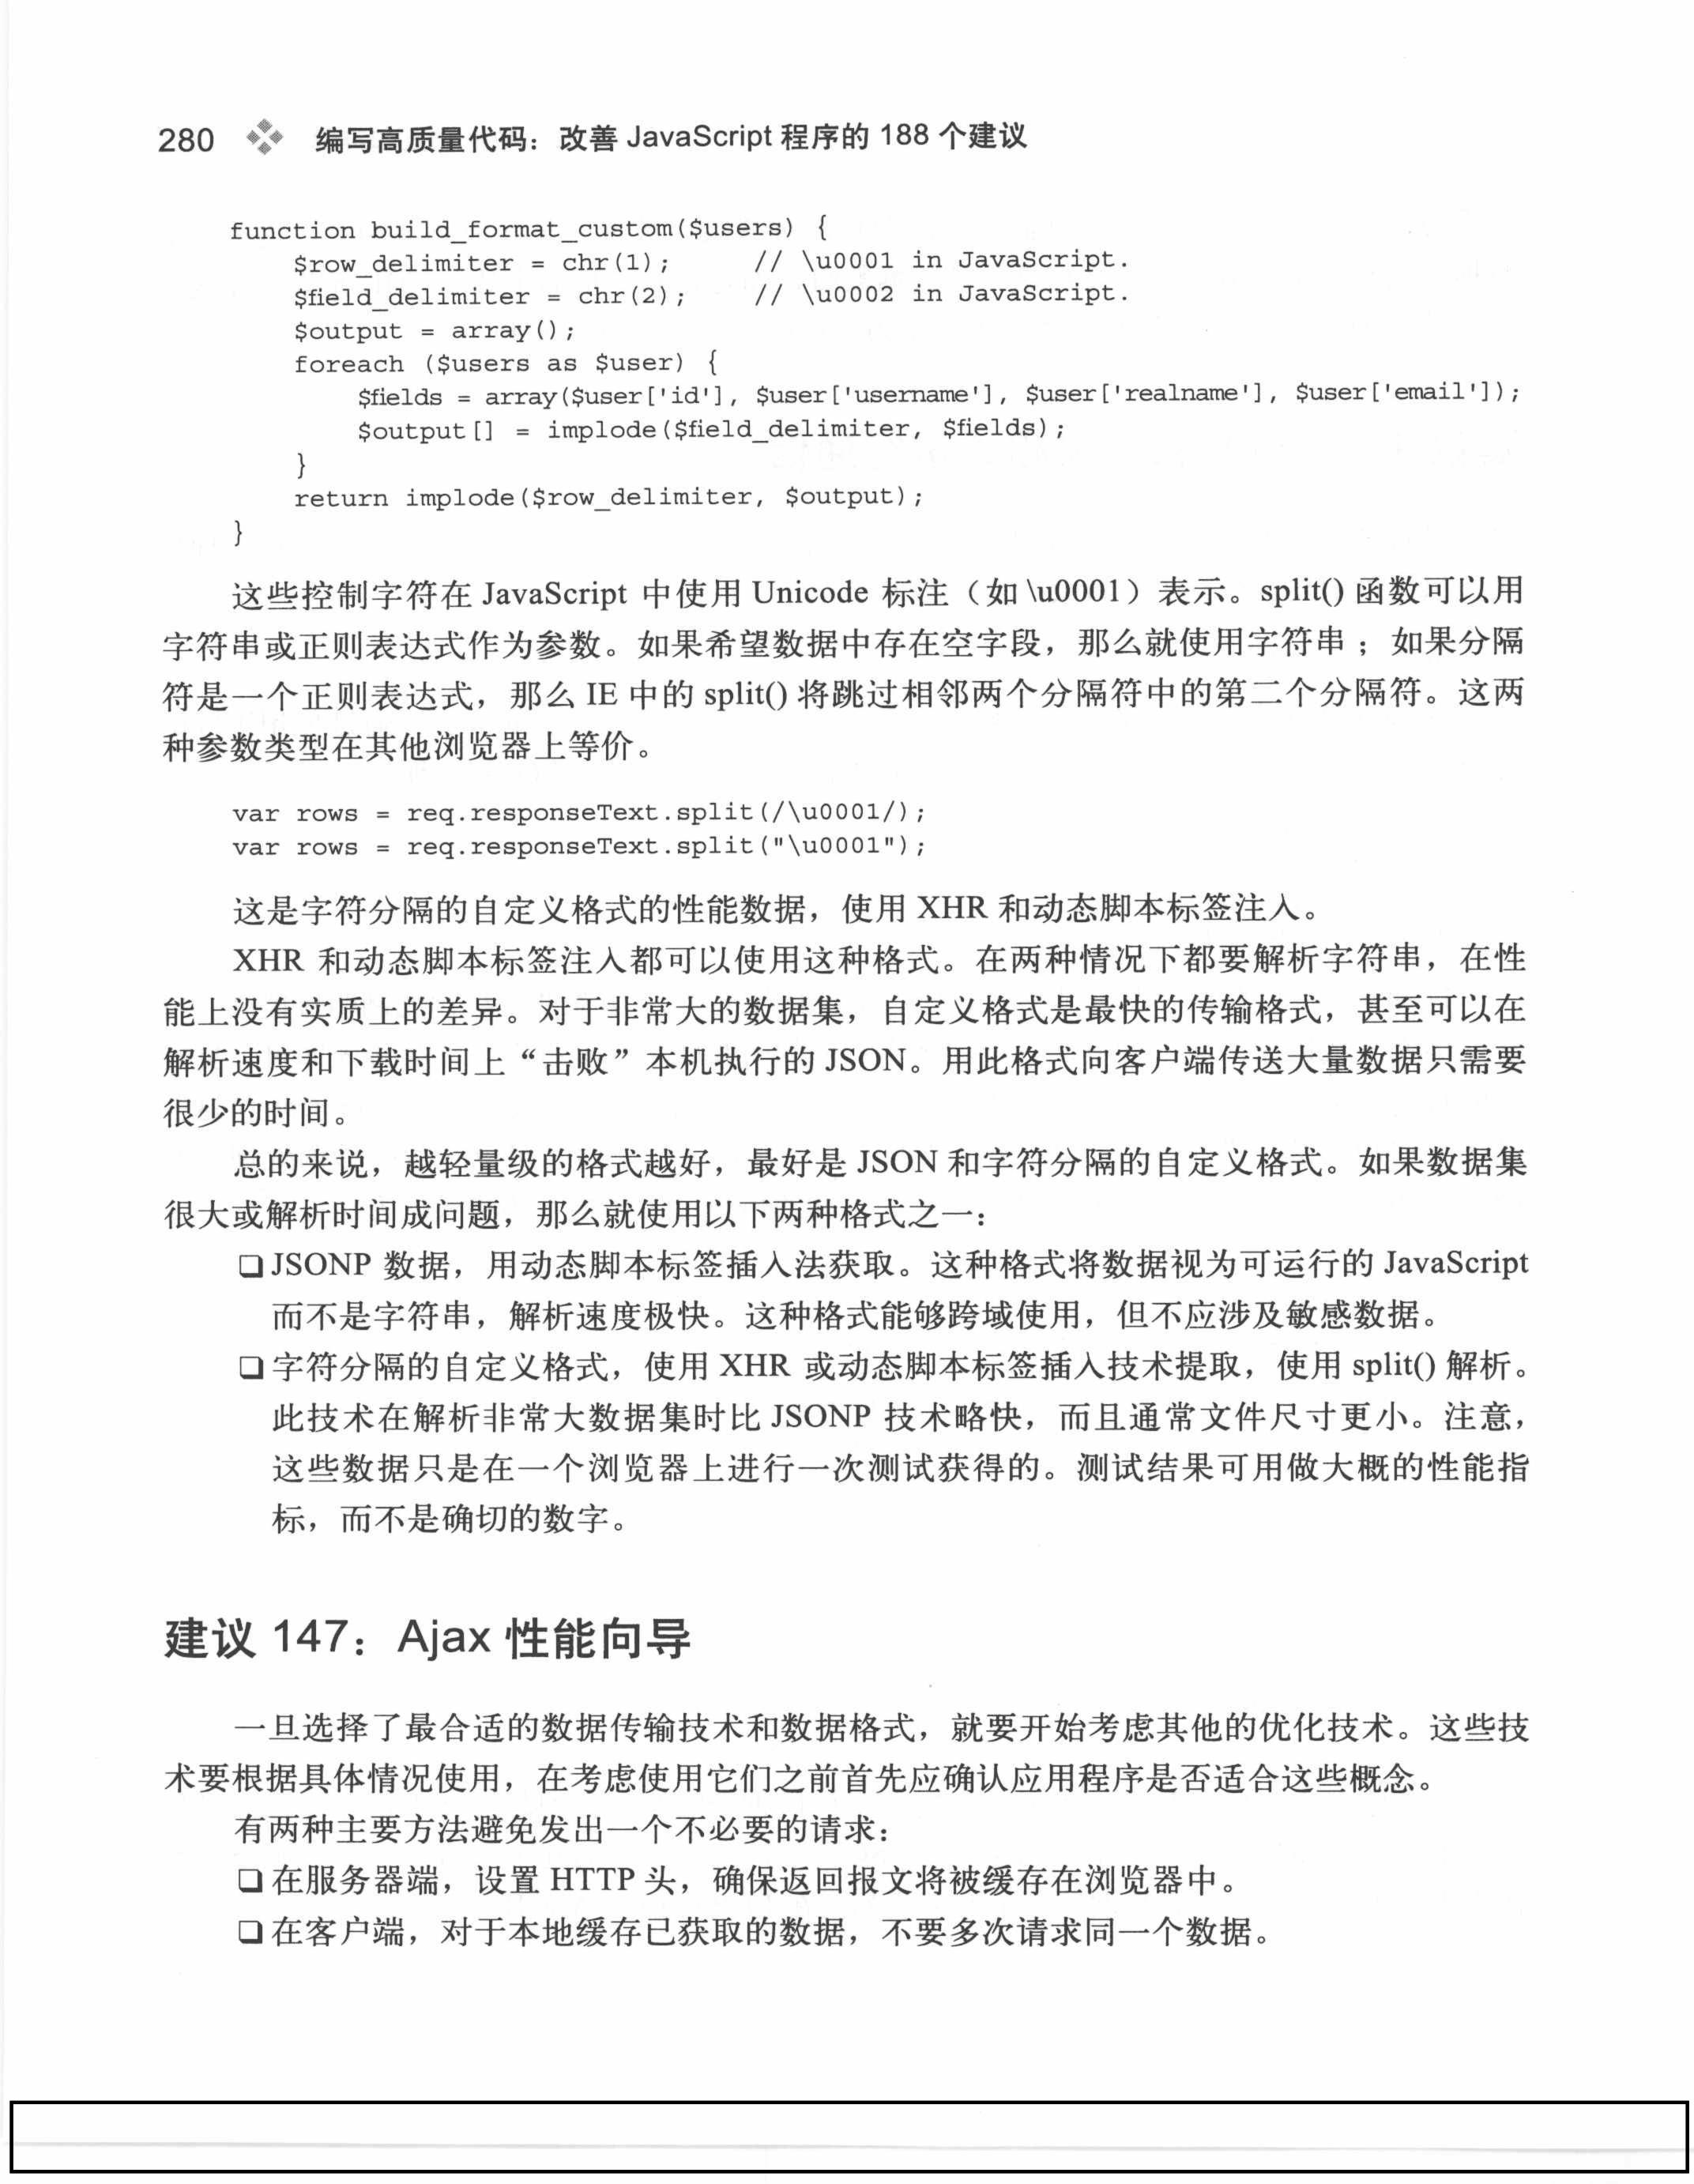 280 编写高质量代码：改善 JavaScript 程序的 188 个建议
function build_format_custom($users) {
    $row_delimiter = chr(1);     // \u0001 in JavaScript.
    $field_delimiter = chr(2);    // \u0002 in JavaScript.
    $output = array();
    foreach ($users as $user) {
        $fields = array($user['id'], $user['username'], $user['realname'], $user['email']);
        $output[] = implode($field_delimiter, $fields);
    }
    return implode($row_delimiter, $output);
}
这些控制字符在 JavaScript 中使用 Unicode 标注（如 \u0001）表示。split() 函数可以用
字符串或正则表达式作为参数。如果希望数据中存在空字段，那么就使用字符串；如果分隔
符是一个正则表达式，那么 IE 中的 split() 将跳过相邻两个分隔符中的第二个分隔符。这两
种参数类型在其他浏览器上等价。
var rows = req.responseText.split(/\u0001/);
var rows = req.responseText.split("\u0001");
这是字符分隔的自定义格式的性能数据，使用 XHR 和动态脚本标签注入。
XHR 和动态脚本标签注入都可以使用这种格式。在两种情况下都要解析字符串，在性
能上没有实质上的差异。对于非常大的数据集，自定义格式是最快的传输格式，甚至可以在
解析速度和下载时间上“击败”本机执行的 JSON。用此格式向客户端传送大量数据只需要
很少的时间。
总的来说，越轻量级的格式越好，最好是 JSON 和字符分隔的自定义格式。如果数据集
很大或解析时间成问题，那么就使用以下两种格式之一：
❑ JSONP 数据，用动态脚本标签插入法获取。这种格式将数据视为可运行的 JavaScript
而不是字符串，解析速度极快。这种格式能够跨域使用，但不应涉及敏感数据。
❑ 字符分隔的自定义格式，使用 XHR 或动态脚本标签插入技术提取，使用 split() 解析。
此技术在解析非常大数据集时比 JSONP 技术略快，而且通常文件尺寸更小。注意，
这些数据只是在一个浏览器上进行一次测试获得的。测试结果可用做大概的性能指
标，而不是确切的数字。
建议 147：Ajax 性能向导
一旦选择了最合适的数据传输技术和数据格式，就要开始考虑其他的优化技术。这些技
术要根据具体情况使用，在考虑使用它们之前首先应确认应用程序是否适合这些概念。
有两种主要方法避免发出一个不必要的请求：
❑ 在服务器端，设置 HTTP 头，确保返回报文将被缓存在浏览器中。
❑ 在客户端，对于本地缓存已获取的数据，不要多次请求同一个数据。